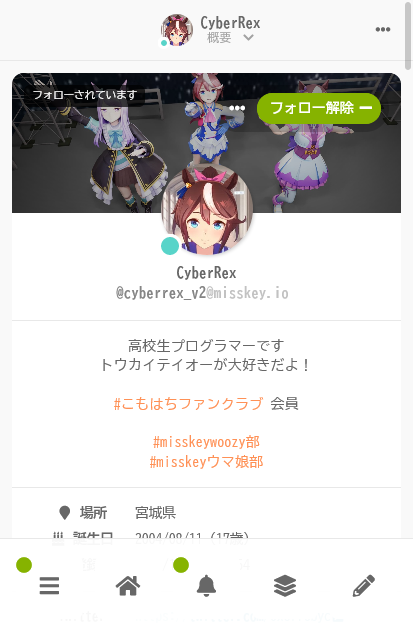 CyberRex
概要
フォローされています
フォロー解除
CyberRex
@cyberrex_v2@misskey.io
高校生プログラマーです
トウカイテイオーが大好きだよ！
#こもはちファンクラブ 会員
#misskeywoozy部
#misskeyウマ娘部
場所 宮城県
誕生日 2004/08/11 (17歳)